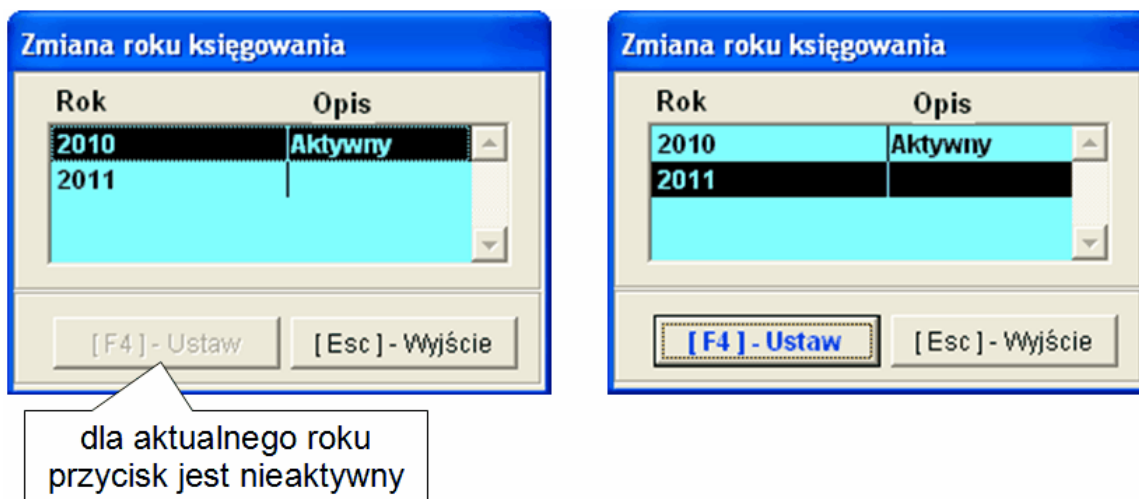 Zmiana roku księgowania
Rok Opis
2010 Aktywny
2011
[ F4 ] - Ustaw [ Esc ] - Wyjście
dla aktualnego roku
przycisk jest nieaktywny
Zmiana roku księgowania
Rok Opis
2010 Aktywny
2011
[ F4 ] - Ustaw [ Esc ] - Wyjście